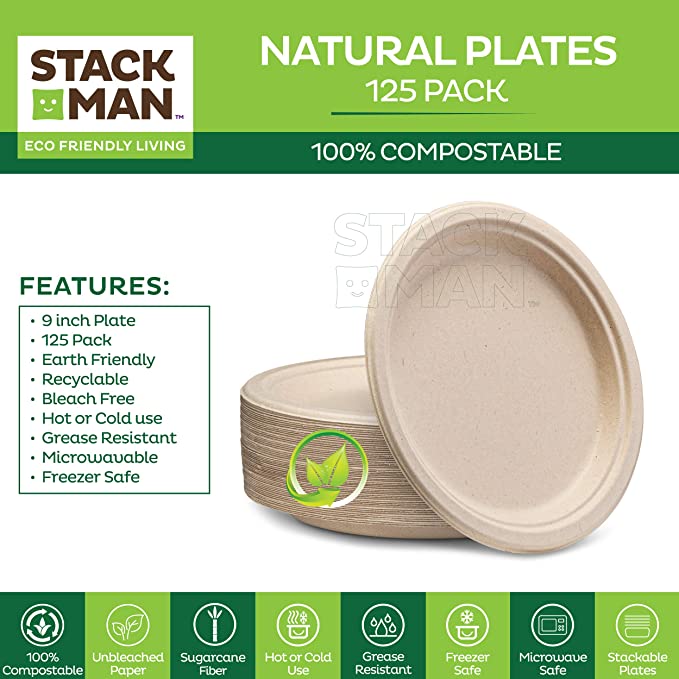 STACK
MAN™
ECO FRIENDLY LIVING
NATURAL PLATES
125 PACK
100% COMPOSTABLE
STACK
MAN™
FEATURES:
• 9 inch Plate
• 125 Pack
• Earth Friendly
• Recyclable
• Bleach Free
• Hot or Cold use
• Grease Resistant
• Microwavable
• Freezer Safe
100%
Compostable
Unbleached
Paper
Sugarcane
Fiber
Hot or Cold
Use
Grease
Resistant
Freezer
Safe
Microwave
Safe
Stackable
Plates